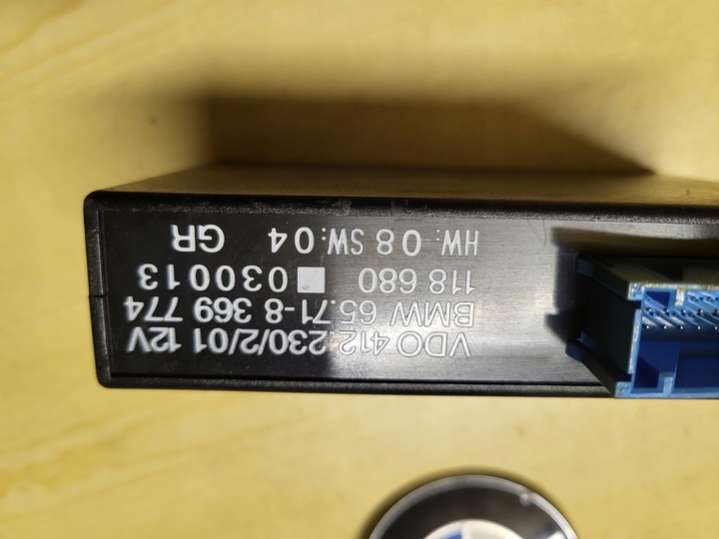 VDO 412.230/2/01 12V
BMW 65.71-8 369 774
118 680 030013
HW: 08 SW: 04 GR